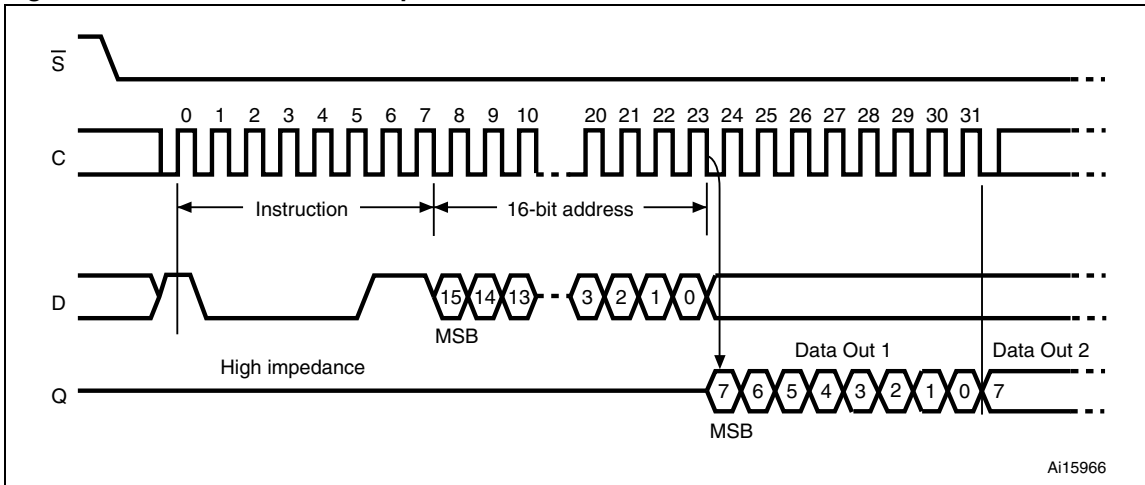 S
0 1 2 3 4 5 6 7 8 9 10 20 21 22 23 24 25 26 27 28 29 30 31
C
Instruction 16-bit address
D 15 14 13 3 2 1 0
MSB
Data Out 1 Data Out 2
High impedance
Q 7 6 5 4 3 2 1 0 7
MSB
Ai15966